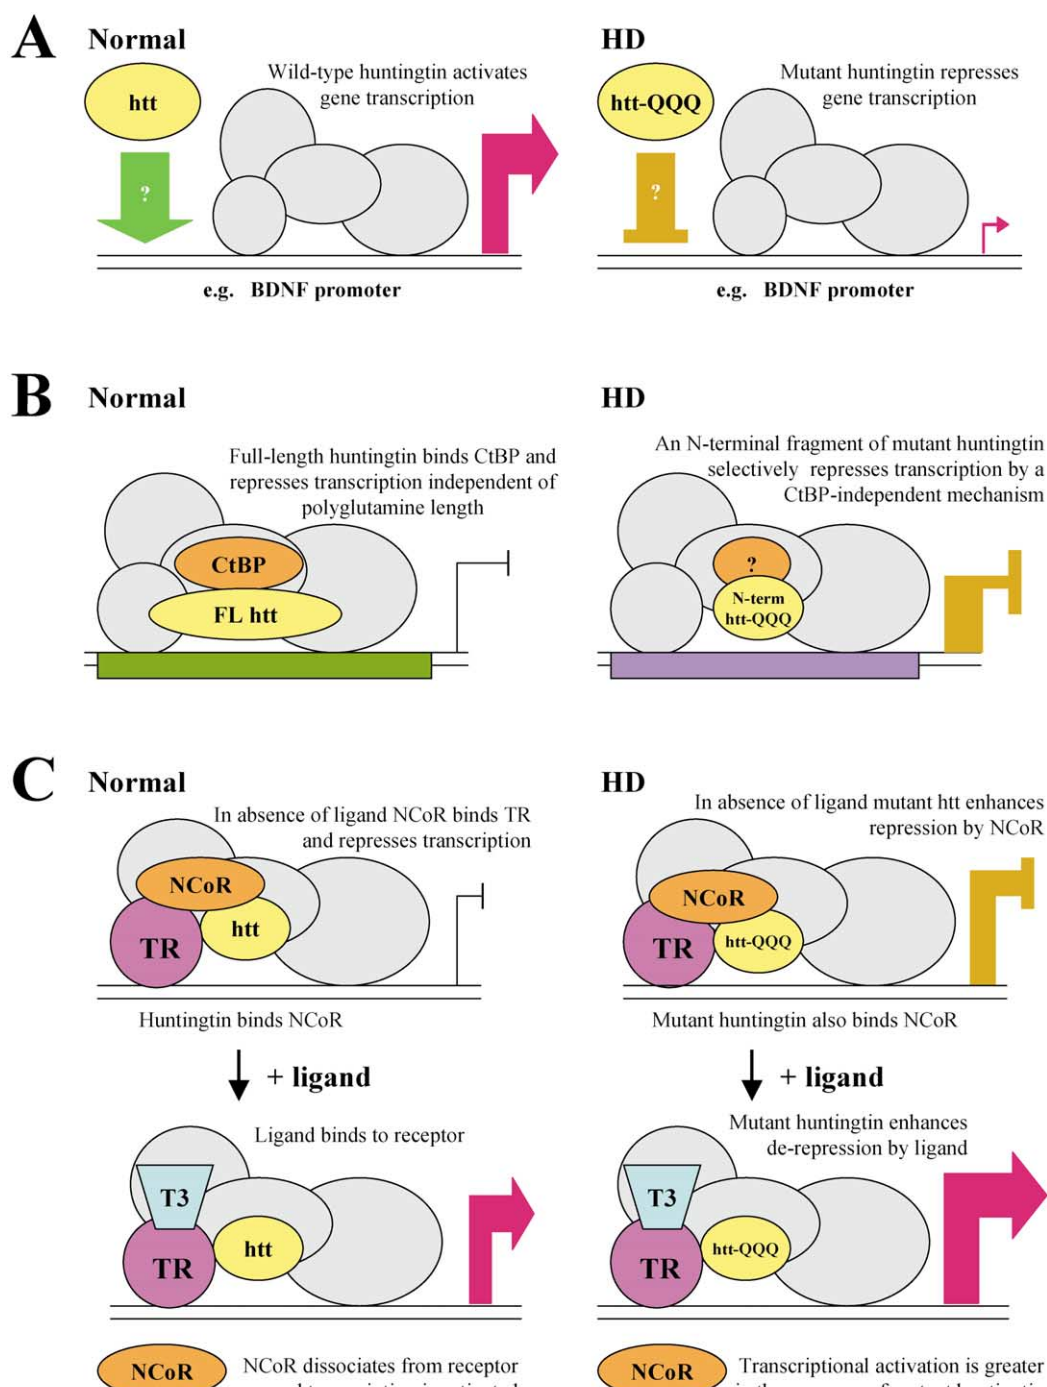 A
Normal
htt
?
Wild-type huntingtin activates
gene transcription
e.g. BDNF promoter
HD
htt-QQQ
?
Mutant huntingtin represses
gene transcription
e.g. BDNF promoter
B
Normal
Full-length huntingtin binds CtBP and
represses transcription independent of
polyglutamine length
CtBP
FL htt
HD
An N-terminal fragment of mutant huntingtin
selectively represses transcription by a
CtBP-independent mechanism
?
N-term
htt-QQQ
C
Normal
In absence of ligand NCoR binds TR
and represses transcription
NCoR
htt
TR
Huntingtin binds NCoR
+ ligand
Ligand binds to receptor
T3
htt
TR
NCoR
NCoR dissociates from receptor
HD
In absence of ligand mutant htt enhances
repression by NCoR
NCoR
htt-QQQ
TR
Mutant huntingtin also binds NCoR
+ ligand
Mutant huntingtin enhances
de-repression by ligand
T3
htt-QQQ
TR
NCoR
Transcriptional activation is greater